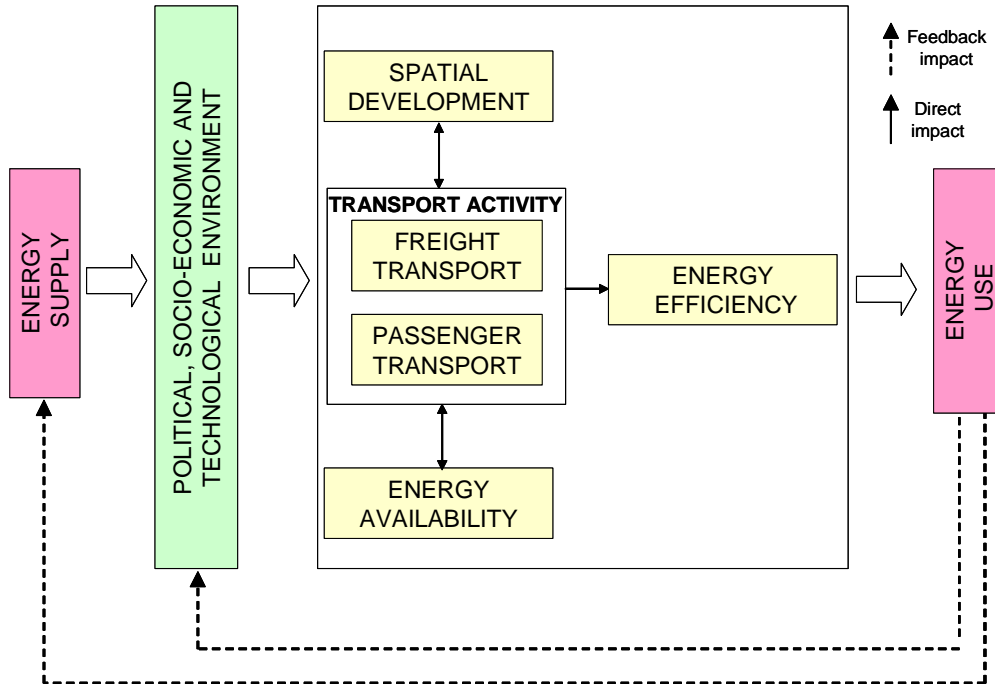 ENERGY
SUPPLY
POLITICAL, SOCIO-ECONOMIC AND
TECHNOLOGICAL ENVIRONMENT
SPATIAL
DEVELOPMENT
TRANSPORT ACTIVITY
FREIGHT
TRANSPORT
PASSENGER
TRANSPORT
ENERGY
AVAILABILITY
ENERGY
EFFICIENCY
Feedback
impact
Direct
impact
ENERGY
USE